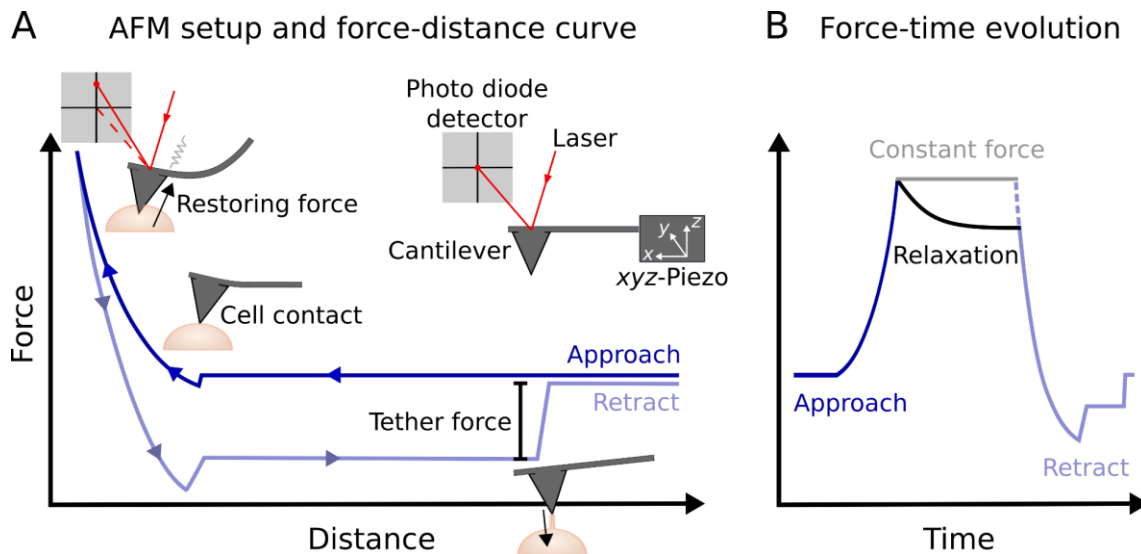 A AFM setup and force-distance curve
Photo diode
detector
Laser
Restoring force
Cantilever
y z
x
xyz-Piezo
Cell contact
Force
Approach
Retract
Tether force
Distance
B Force-time evolution
Constant force
Relaxation
Approach
Retract
Time